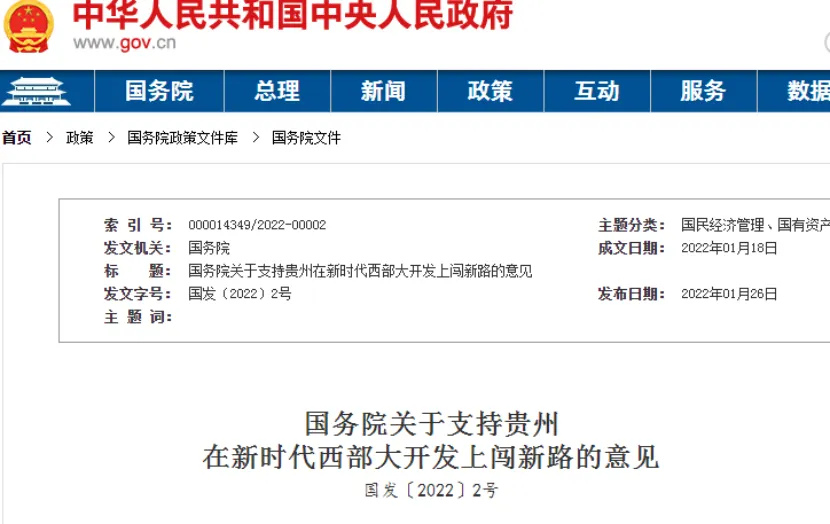 中华人民共和国中央人民政府
www.gov.cn
国务院 总理 新闻 政策 互动 服务 数据
首页 > 政策 > 国务院政策文件库 > 国务院文件
索 引 号： 000014349/2022-00002 主题分类： 国民经济管理、国有资产
发文机关： 国务院 成文日期： 2022年01月18日
标 题： 国务院关于支持贵州在新时代西部大开发上闯新路的意见
发文字号： 国发〔2022〕2号 发布日期： 2022年01月26日
主 题 词：
国务院关于支持贵州
在新时代西部大开发上闯新路的意见
国发〔2022〕2号